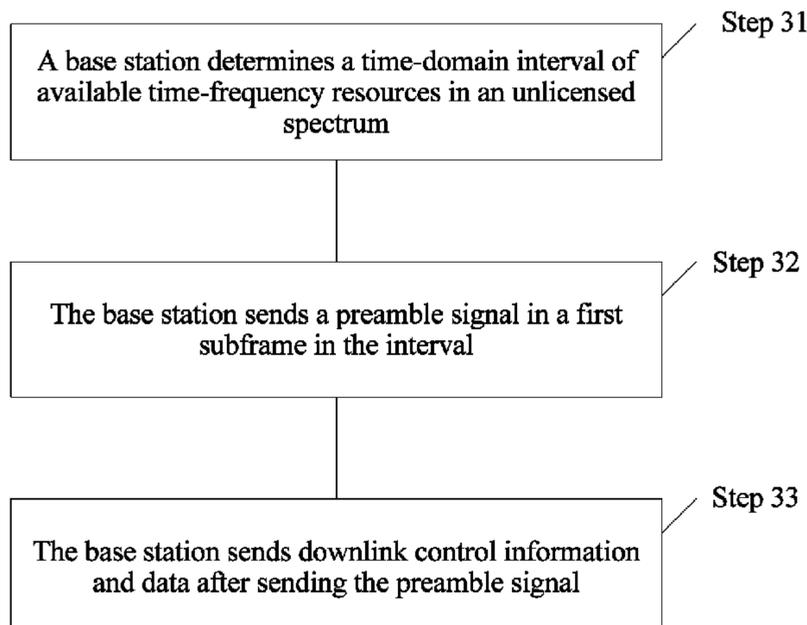 Step 31
A base station determines a time-domain interval of
available time-frequency resources in an unlicensed
spectrum
Step 32
The base station sends a preamble signal in a first
subframe in the interval
Step 33
The base station sends downlink control information
and data after sending the preamble signal